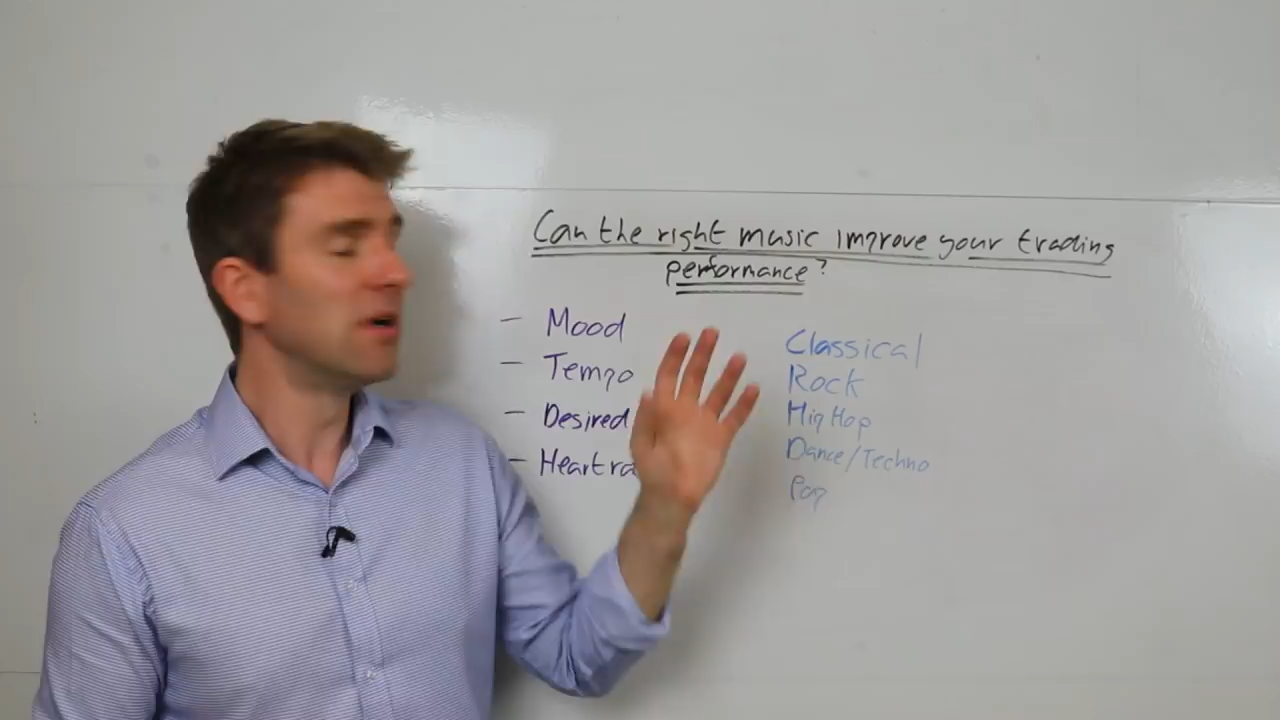 Can the right music improve your trading
performance?
- Mood
- Tempo
- Desired
- Heartra
Classical
Rock
Hip Hop
Dance/Techno
Pop